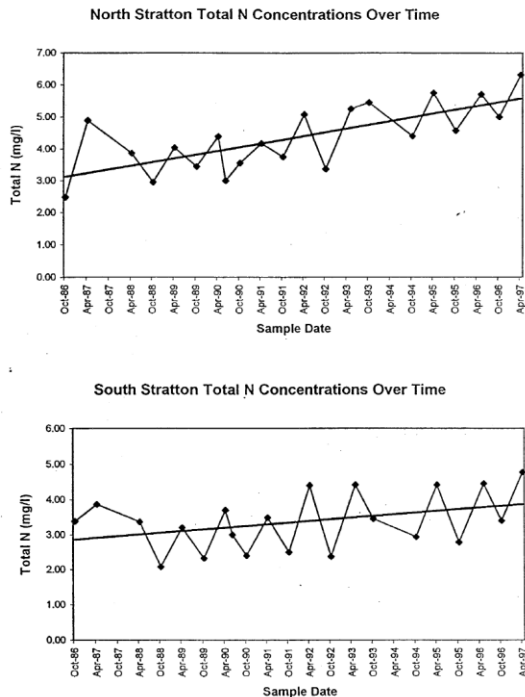 North Stratton Total N Concentrations Over Time
7.00
6.00
5.00
4.00
3.00
2.00
1.00
0.00
Total N (mg/l)
Oct-86
Apr-87
Oct-87
Apr-88
Oct-88
Apr-89
Oct-89
Apr-90
Oct-90
Apr-91
Oct-91
Apr-92
Oct-92
Apr-93
Oct-93
Apr-94
Oct-94
Apr-95
Oct-95
Apr-96
Oct-96
Apr-97
Sample Date
South Stratton Total N Concentrations Over Time
6.00
5.00
4.00
3.00
2.00
1.00
0.00
Total N (mg/l)
Oct-86
Apr-87
Oct-87
Apr-88
Oct-88
Apr-89
Oct-89
Apr-90
Oct-90
Apr-91
Oct-91
Apr-92
Oct-92
Apr-93
Oct-93
Apr-94
Oct-94
Apr-95
Oct-95
Apr-96
Oct-96
Apr-97
Sample Date